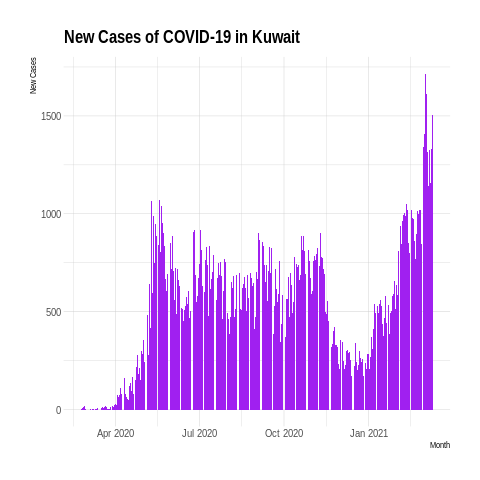 New Cases of COVID-19 in Kuwait
New Cases
1500
1000
500
0
Apr 2020 Jul 2020 Oct 2020 Jan 2021
Month